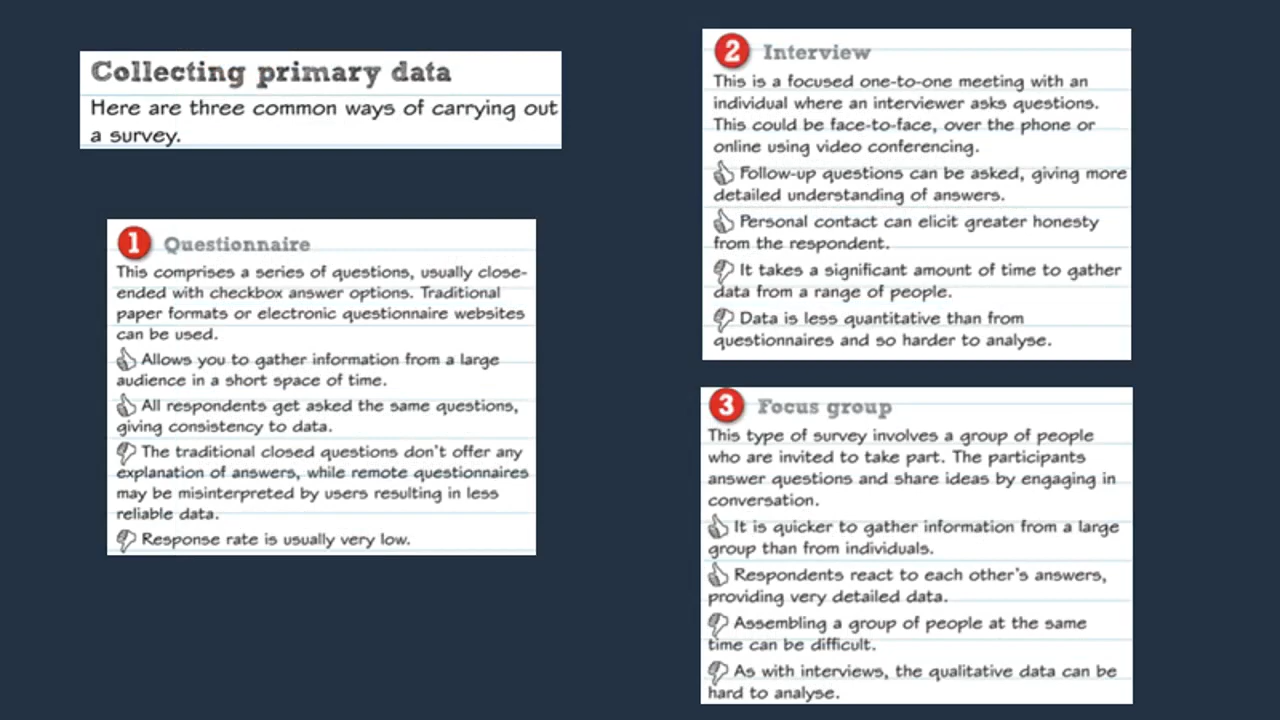 Collecting primary data
Here are three common ways of carrying out
a survey.
1 Questionnaire
This comprises a series of questions, usually close-
ended with checkbox answer options. Traditional
paper formats or electronic questionnaire websites
can be used.
Allows you to gather information from a large
audience in a short space of time.
All respondents get asked the same questions,
giving consistency to data.
The traditional closed questions don't offer any
explanation of answers, while remote questionnaires
may be misinterpreted by users resulting in less
reliable data.
Response rate is usually very low.
2 Interview
This is a focused one-to-one meeting with an
individual where an interviewer asks questions.
This could be face-to-face, over the phone or
online using video conferencing.
Follow-up questions can be asked, giving more
detailed understanding of answers.
Personal contact can elicit greater honesty
from the respondent.
It takes a significant amount of time to gather
data from a range of people.
Data is less quantitative than from
questionnaires and so harder to analyse.
3 Focus group
This type of survey involves a group of people
who are invited to take part. The participants
answer questions and share ideas by engaging in
conversation.
It is quicker to gather information from a large
group than from individuals.
Respondents react to each other's answers,
providing very detailed data.
Assembling a group of people at the same
time can be difficult.
As with interviews, the qualitative data can be
hard to analyse.